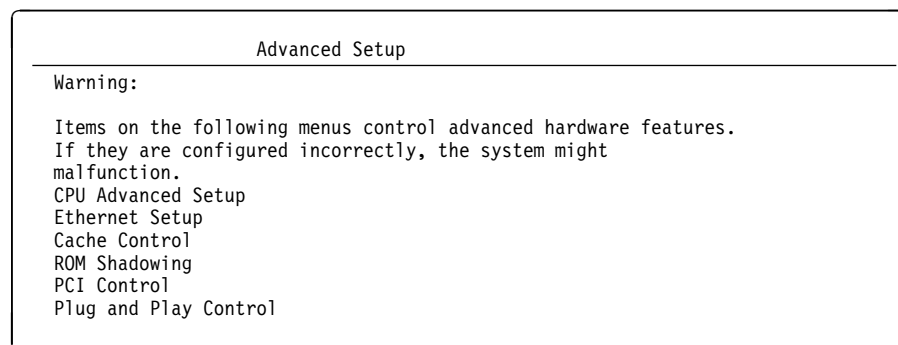 Advanced Setup
Warning:
Items on the following menus control advanced hardware features.
If they are configured incorrectly, the system might
malfunction.
CPU Advanced Setup
Ethernet Setup
Cache Control
ROM Shadowing
PCI Control
Plug and Play Control